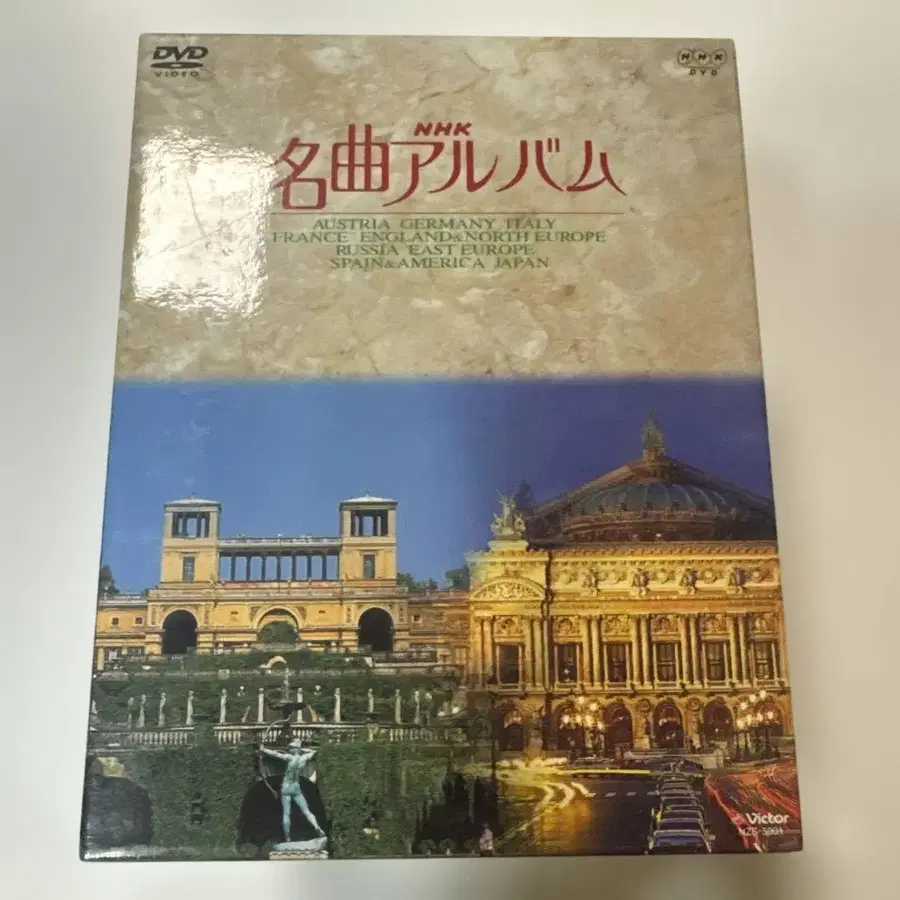 DVD
VIDEO
NHK
DVD
NHK
名曲アルバム
AUSTRIA GERMANY ITALY
FRANCE ENGLAND&NORTH EUROPE
RUSSIA EAST EUROPE
SPAIN&AMERICA JAPAN
Victor